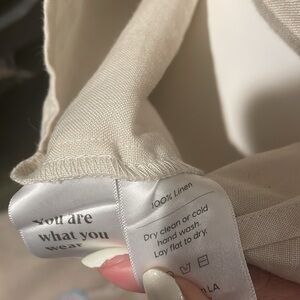 You are
what you
wear
100% Linen
Dry clean or cold
hand wash.
Lay flat to dry.
LA